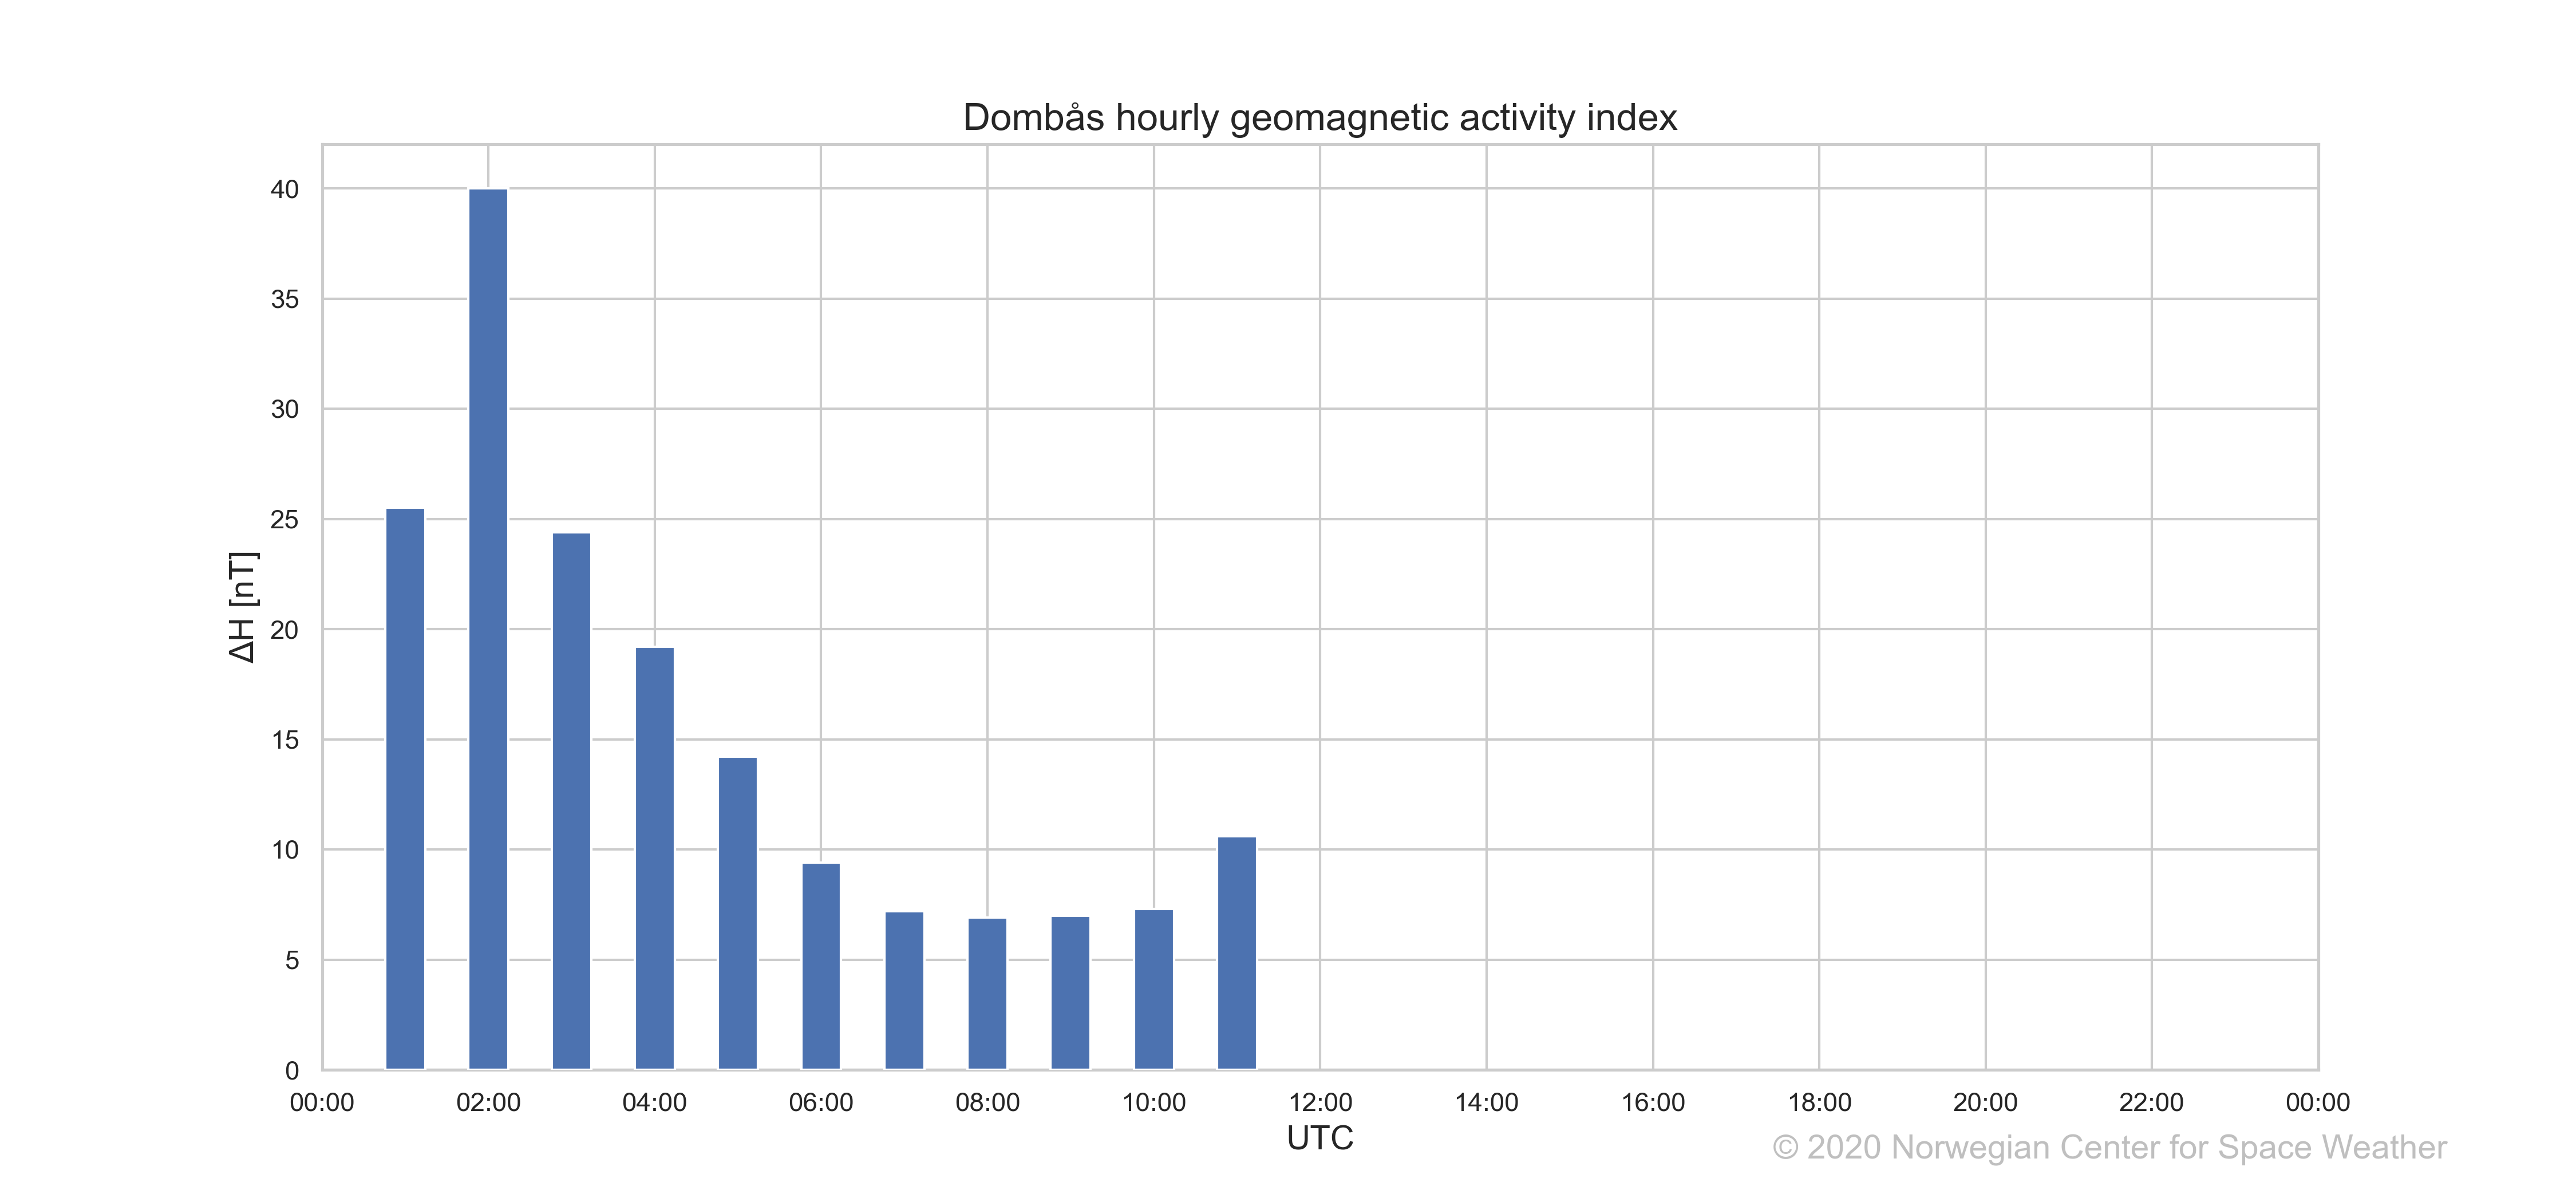 Dombås hourly geomagnetic activity index
40
35
30
25
20
15
10
5
0
ΔH [nT]
00:00 02:00 04:00 06:00 08:00 10:00 12:00 14:00 16:00 18:00 20:00 22:00 00:00
UTC
© 2020 Norwegian Center for Space Weather